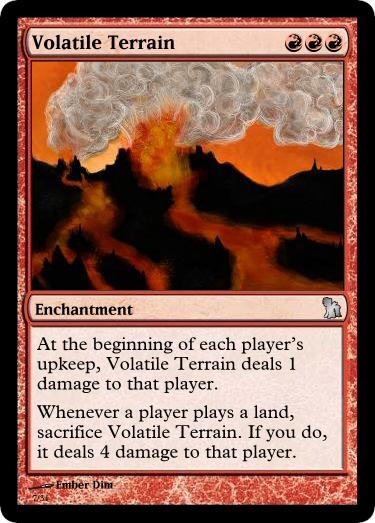 Volatile Terrain
Enchantment
At the beginning of each player's
upkeep, Volatile Terrain deals 1
damage to that player.
Whenever a player plays a land,
sacrifice Volatile Terrain. If you do,
it deals 4 damage to that player.
Ember Dim